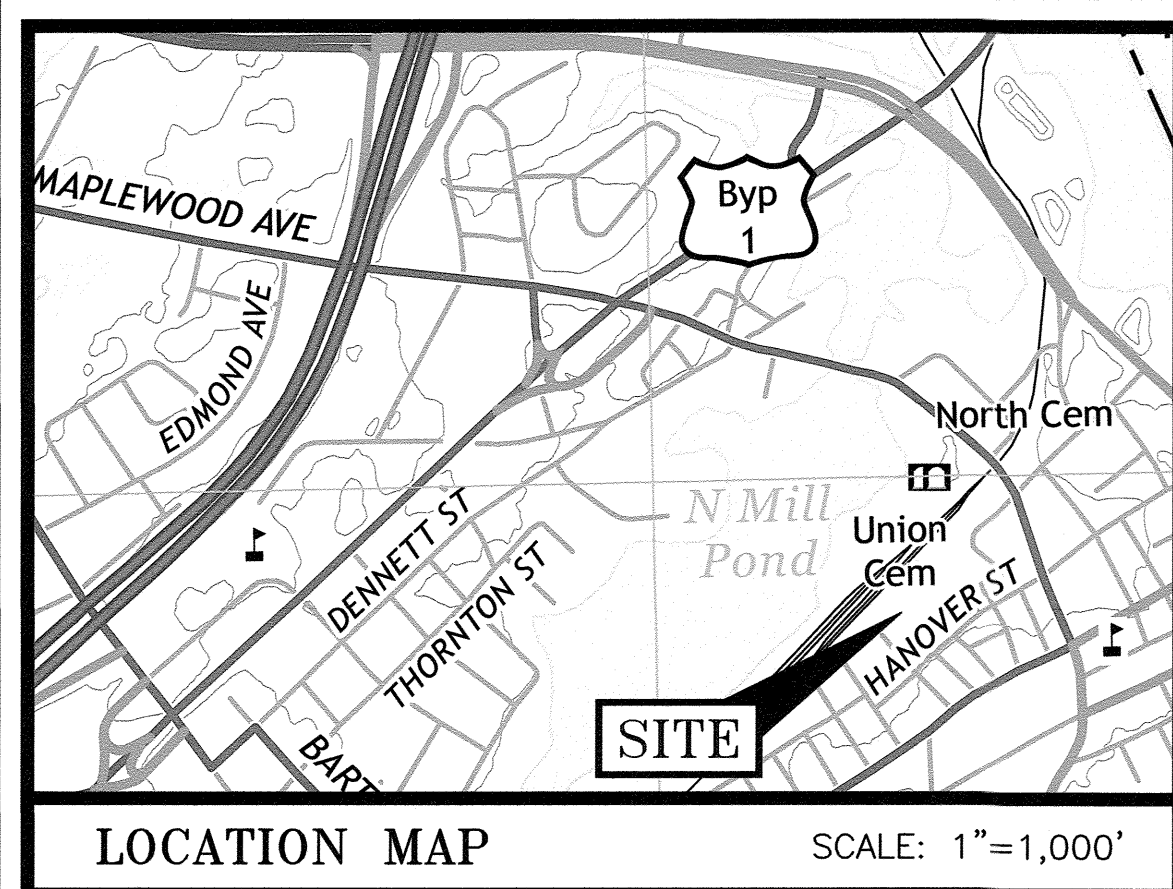 MAPLEWOOD AVE
Byp
1
EDMOND AVE
North Cem
N Mill
Pond
Union
Cem
DENNETT ST
THORNTON ST
HANOVER ST
SITE
BART
LOCATION MAP
SCALE: 1"=1,000'